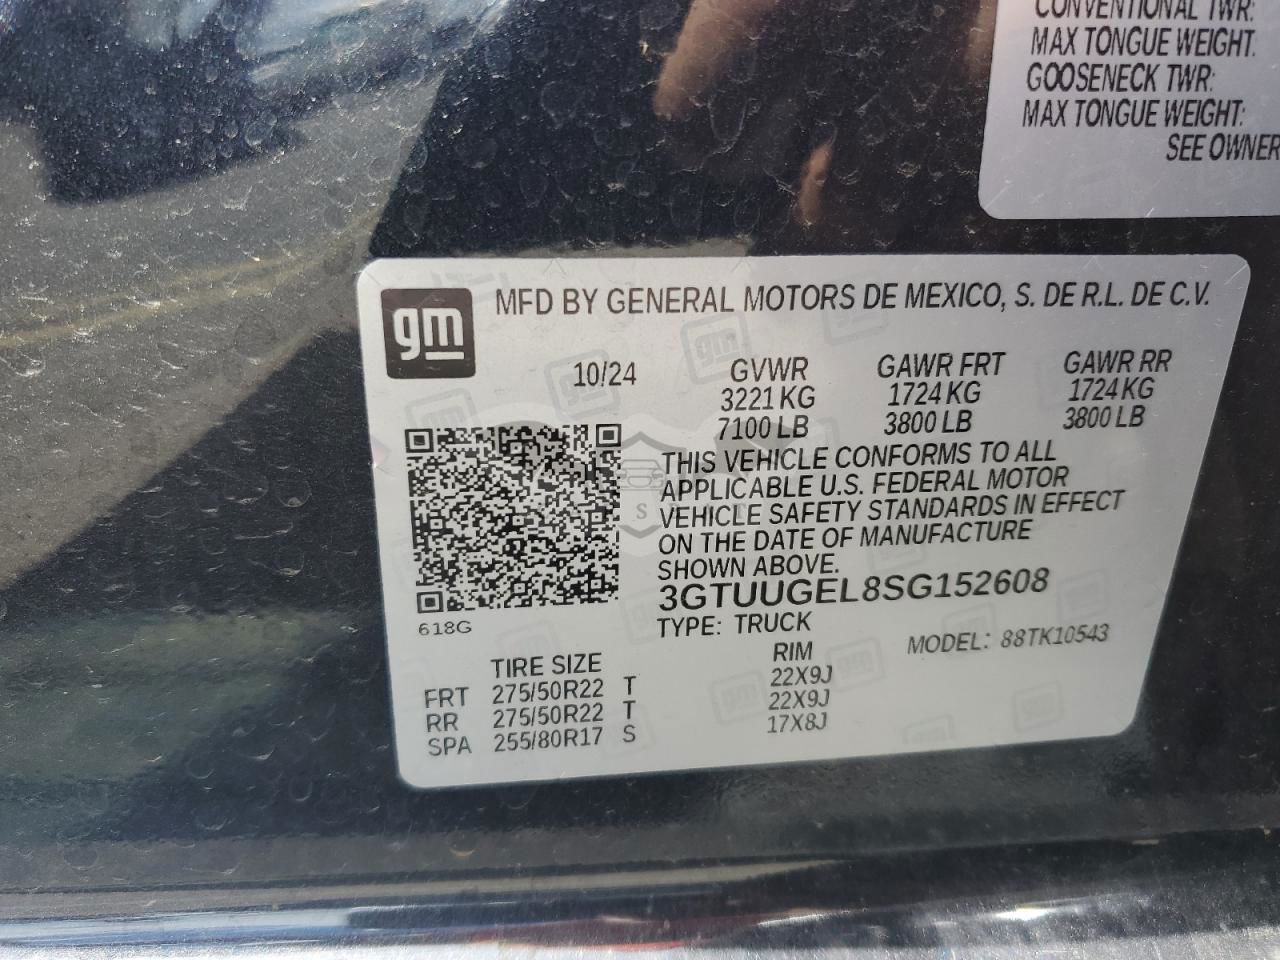 CONVENTIONAL TWR:
MAX TONGUE WEIGHT.
GOOSENECK TWR:
MAX TONGUE WEIGHT:
SEE OWNER
gm
MFD BY GENERAL MOTORS DE MEXICO, S. DE R.L. DE C.V.
10/24
GVWR GAWR FRT GAWR RR
3221 KG 1724 KG 1724 KG
7100 LB 3800 LB 3800 LB
THIS VEHICLE CONFORMS TO ALL
APPLICABLE U.S. FEDERAL MOTOR
VEHICLE SAFETY STANDARDS IN EFFECT
ON THE DATE OF MANUFACTURE
SHOWN ABOVE.
3GTUUGEL8SG152608
TYPE: TRUCK
MODEL: 88TK10543
618G
TIRE SIZE RIM
FRT 275/50R22 T 22X9J
RR 275/50R22 T 22X9J
SPA 255/80R17 S 17X8J